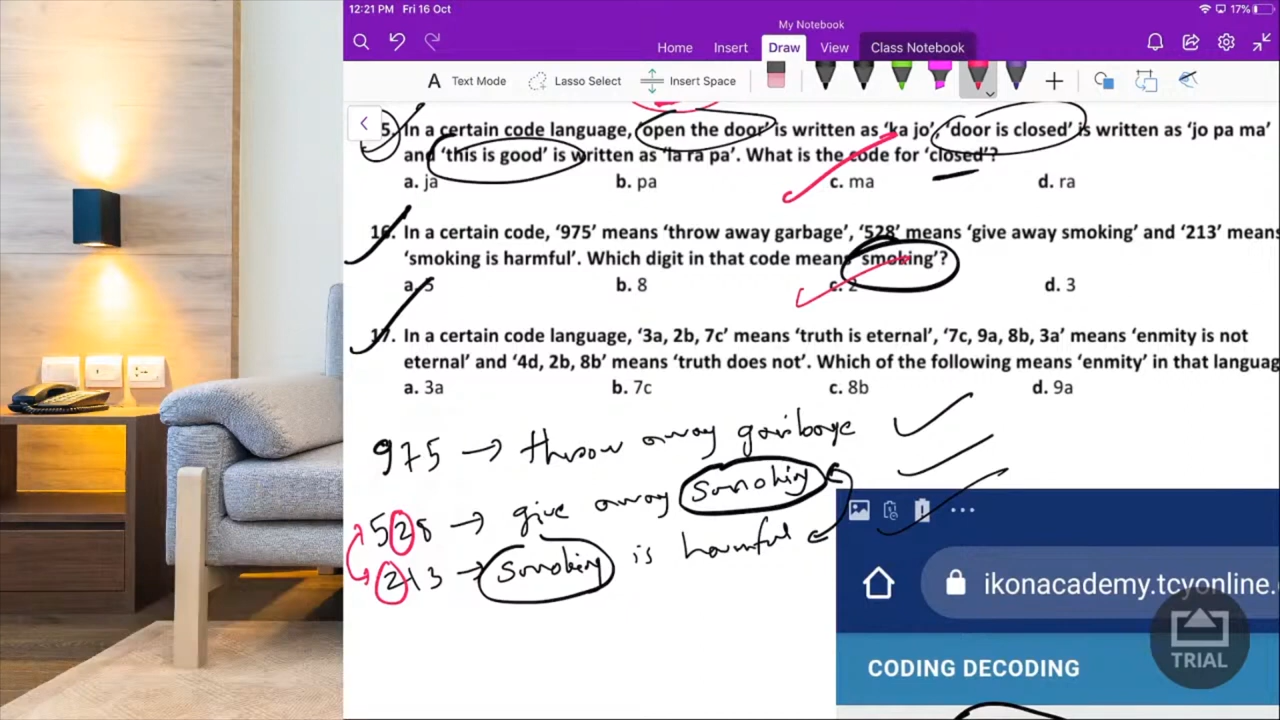 12:21 PM Fri 16 Oct
17%
My Notebook
Home Insert Draw View Class Notebook
A Text Mode Lasso Select Insert Space
5. In a certain code language, 'open the door' is written as 'ka jo', 'door is closed' is written as 'jo pa ma'
and 'this is good' is written as 'la ra pa'. What is the code for 'closed'?
a. ja b. pa c. ma d. ra
16. In a certain code, '975' means 'throw away garbage', '528' means 'give away smoking' and '213' means
'smoking is harmful'. Which digit in that code means 'smoking'?
a. 5 b. 8 c. 2 d. 3
17. In a certain code language, '3a, 2b, 7c' means 'truth is eternal', '7c, 9a, 8b, 3a' means 'enmity is not
eternal' and '4d, 2b, 8b' means 'truth does not'. Which of the following means 'enmity' in that languag
a. 3a b. 7c c. 8b d. 9a
975 → throw away garbage
528 → give away smoking
213 → smoking is harmful
ikonacademy.tcyonline.
CODING DECODING
TRIAL